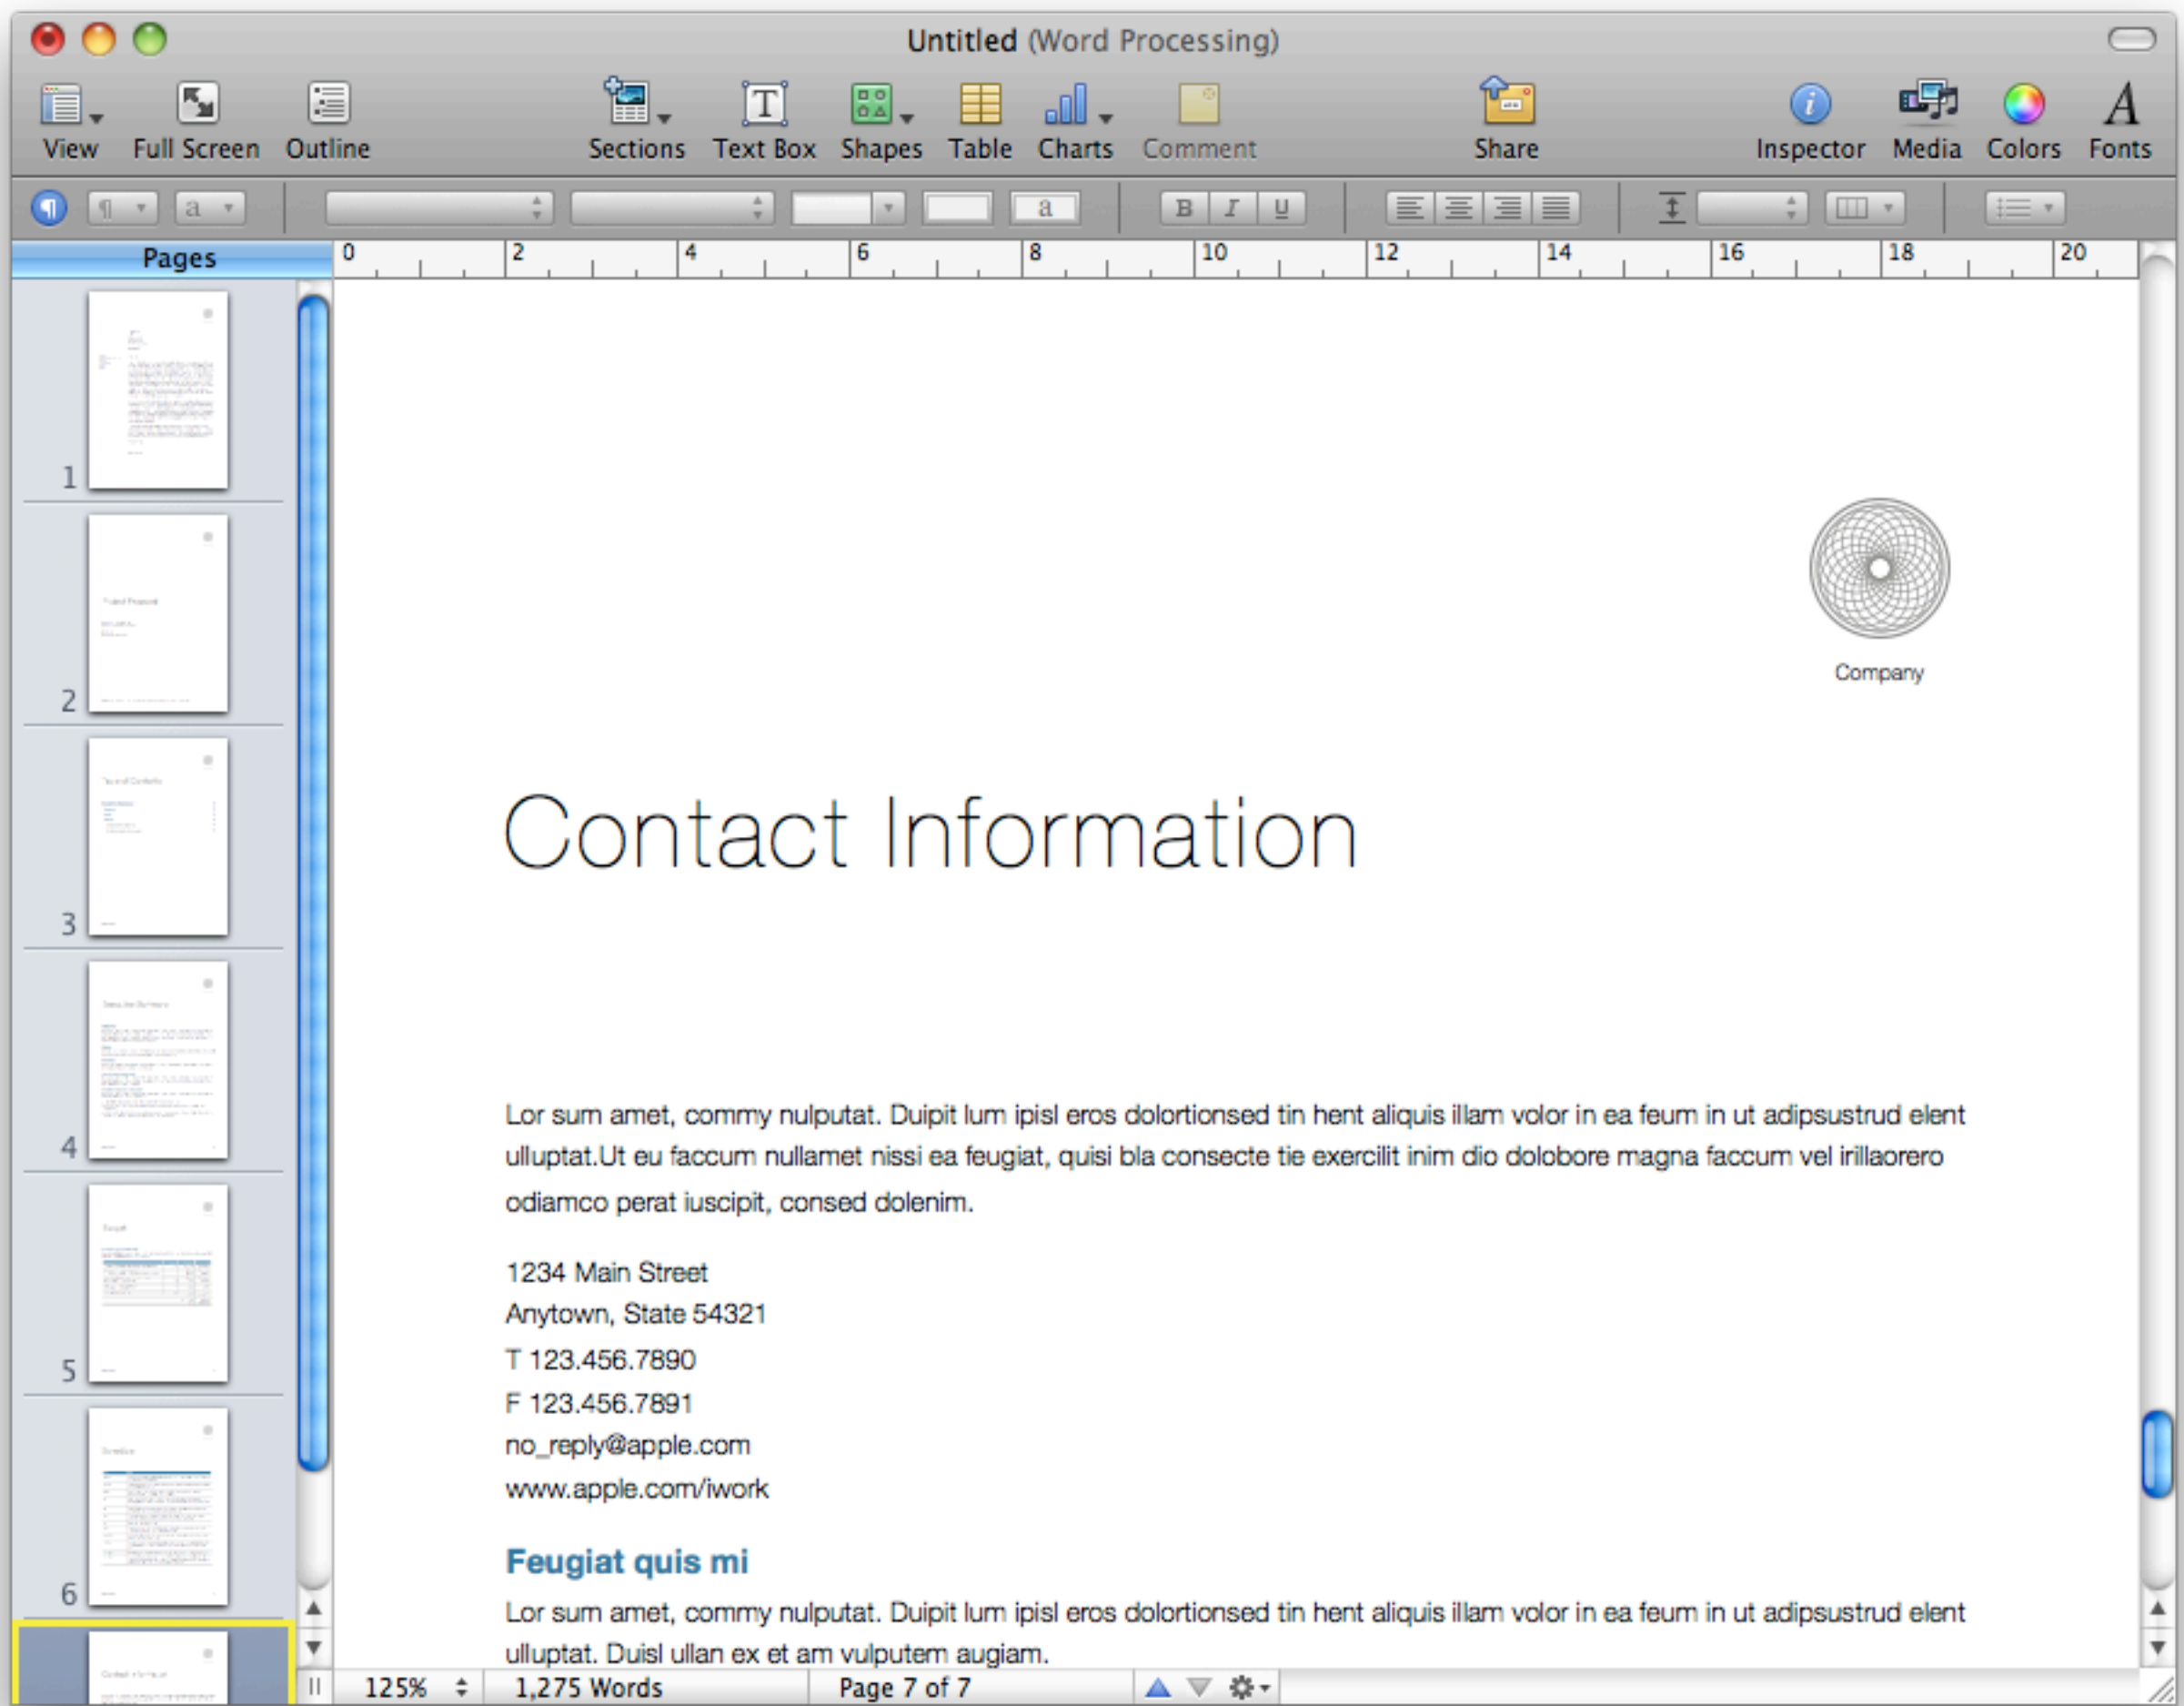 Untitled (Word Processing)
View Full Screen Outline Sections Text Box Shapes Table Charts Comment Share Inspector Media Colors Fonts
a a B I U
Pages
0 2 4 6 8 10 12 14 16 18 20
1
2
3
4
5
6
Company
Contact Information
Lor sum amet, commy nulputat. Duipit lum ipisl eros dolortionsed tin hent aliquis illam volor in ea feum in ut adipsustrud elent
ulluptat.Ut eu faccum nullamet nissi ea feugiat, quisi bla consecte tie exercilit inim dio dolobore magna faccum vel irillaorero
odiamco perat iuscipit, consed dolenim.
1234 Main Street
Anytown, State 54321
T 123.456.7890
F 123.456.7891
no_reply@apple.com
www.apple.com/iwork
Feugiat quis mi
Lor sum amet, commy nulputat. Duipit lum ipisl eros dolortionsed tin hent aliquis illam volor in ea feum in ut adipsustrud elent
ulluptat. Duisl ullan ex et am vulputem augiam.
125% 1,275 Words Page 7 of 7